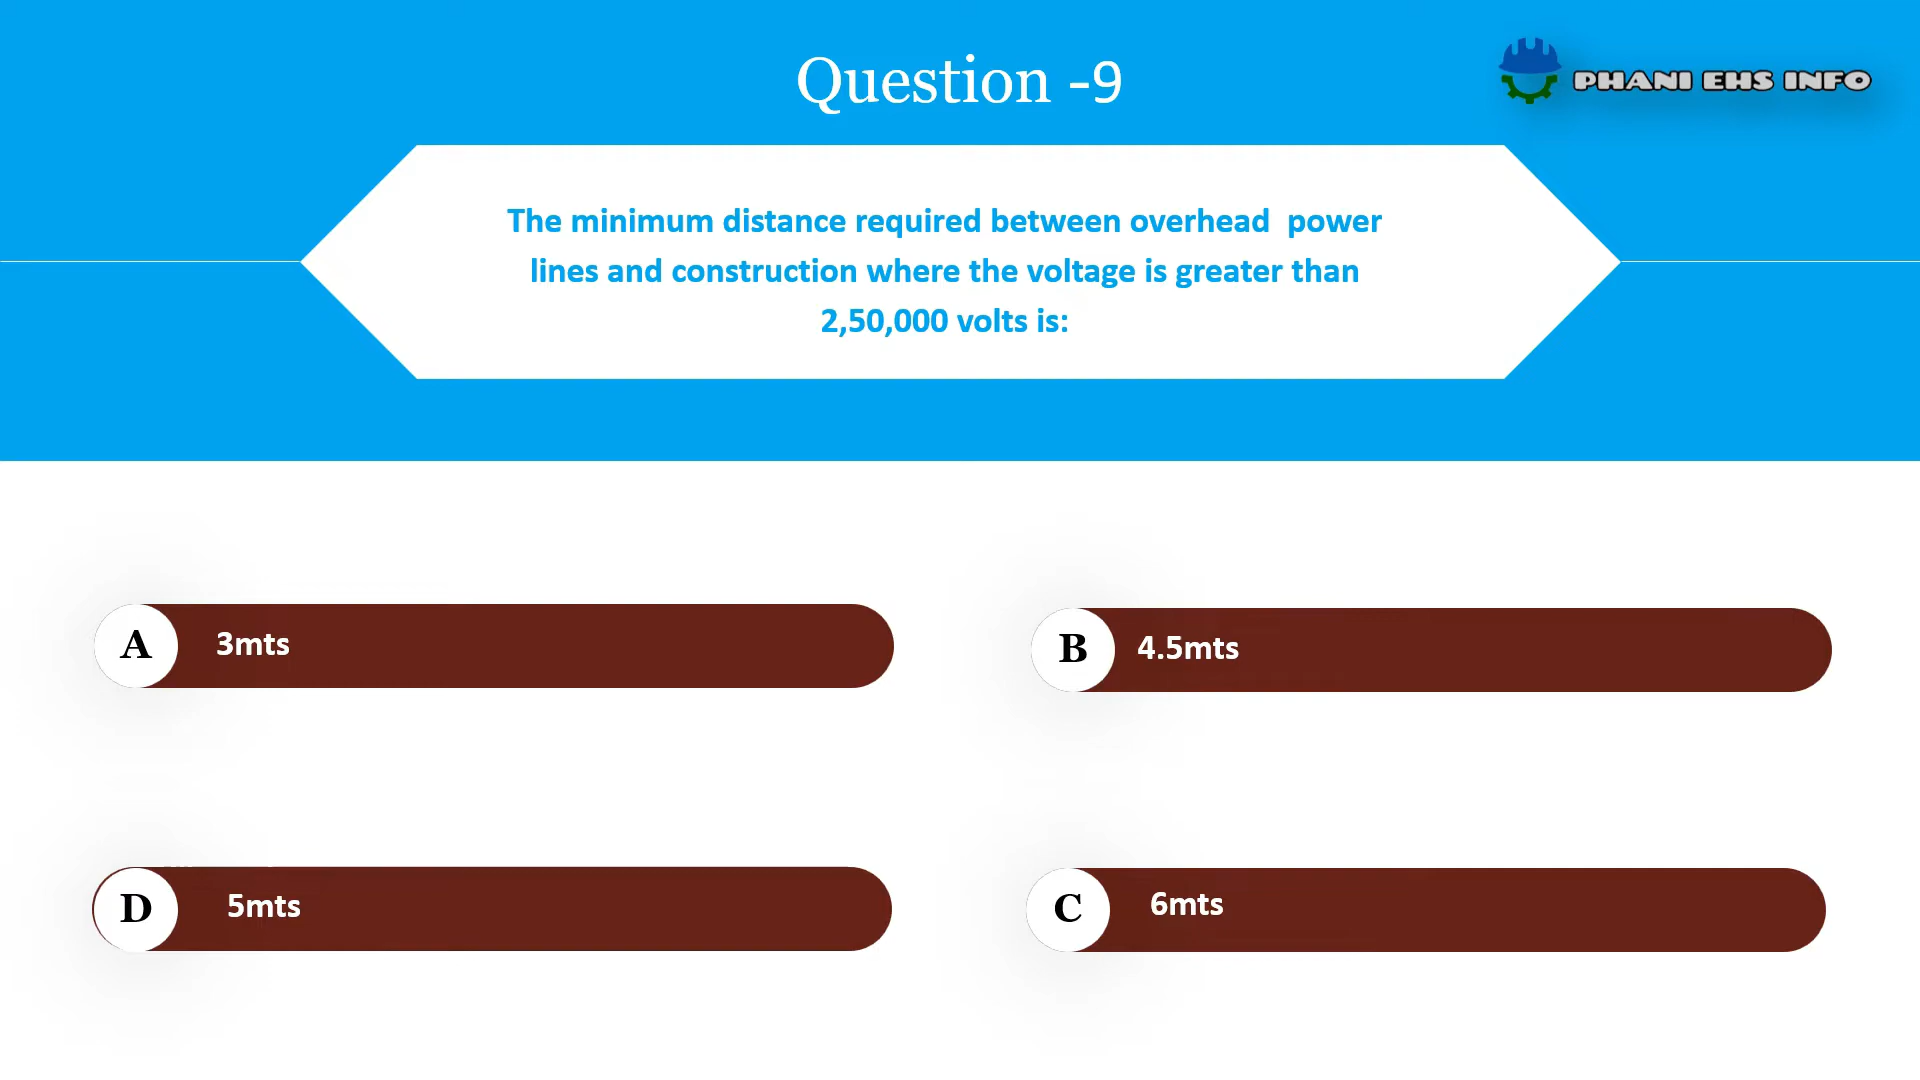 Question -9
PHANI EHS INFO
The minimum distance required between overhead power
lines and construction where the voltage is greater than
2,50,000 volts is:
A 3mts
B 4.5mts
D 5mts
C 6mts